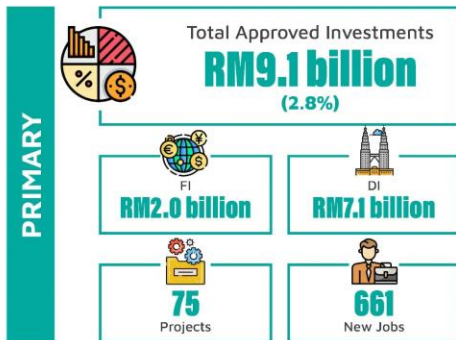 PRIMARY
Total Approved Investments
RM9.1 billion
(2.8%)
FI
RM2.0 billion
DI
RM7.1 billion
75
Projects
661
New Jobs